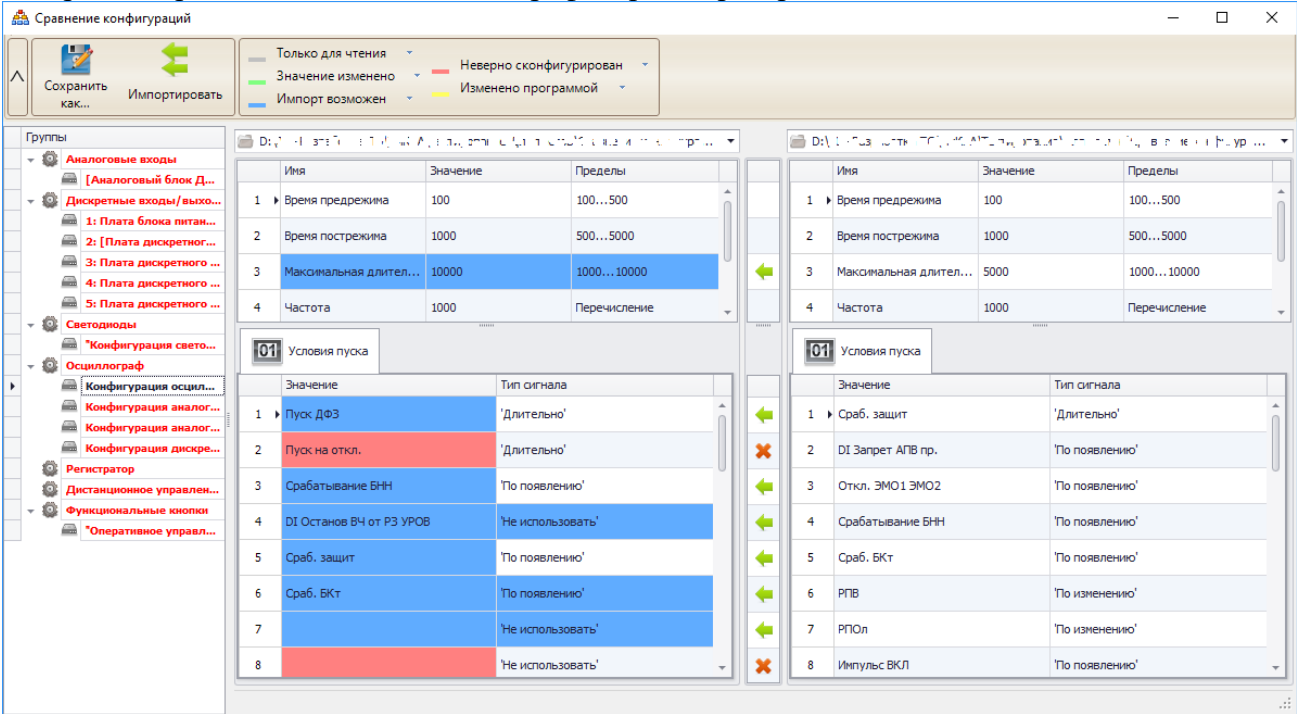 Сравнение конфигураций
Сохранить как...
Импортировать
Только для чтения
Значение изменено
Импорт возможен
Неверно сконфигурирован
Изменено программой
Группы
Аналоговые входы
[Аналоговый блок Д...
Дискретные входы/выхо...
1: Плата блока питан...
2: [Плата дискретног...
3: Плата дискретного ...
4: Плата дискретного ...
5: Плата дискретного ...
Светодиоды
"Конфигурация свето...
Осциллограф
Конфигурация осцил...
Конфигурация аналог...
Конфигурация аналог...
Конфигурация дискре...
Регистратор
Дистанционное управлен...
Функциональные кнопки
"Оперативное управл...
D:\
Имя Значение Пределы
1 Время предрежима 100 100...500
2 Время пострежима 1000 500...5000
3 Максимальная длител... 10000 1000...10000
4 Частота 1000 Перечисление
01 Условия пуска
Значение Тип сигнала
1 Пуск ДФЗ 'Длительно'
2 Пуск на откл. 'Длительно'
3 Срабатывание БНН 'По появлению'
4 DI Останов ВЧ от РЗ УРОВ 'Не использовать'
5 Сраб. защит 'По появлению'
6 Сраб. БКт 'По появлению'
7 'Не использовать'
8 'Не использовать'
D:\
Имя Значение Пределы
1 Время предрежима 100 100...500
2 Время пострежима 1000 500...5000
3 Максимальная длител... 5000 1000...10000
4 Частота 1000 Перечисление
01 Условия пуска
Значение Тип сигнала
1 Сраб. защит 'Длительно'
2 DI Запрет АПВ пр. 'По появлению'
3 Откл. ЭМО1 ЭМО2 'По появлению'
4 Срабатывание БНН 'По появлению'
5 Сраб. БКт 'По появлению'
6 РПВ 'По изменению'
7 РПОл 'По изменению'
8 Импульс ВКЛ 'По появлению'